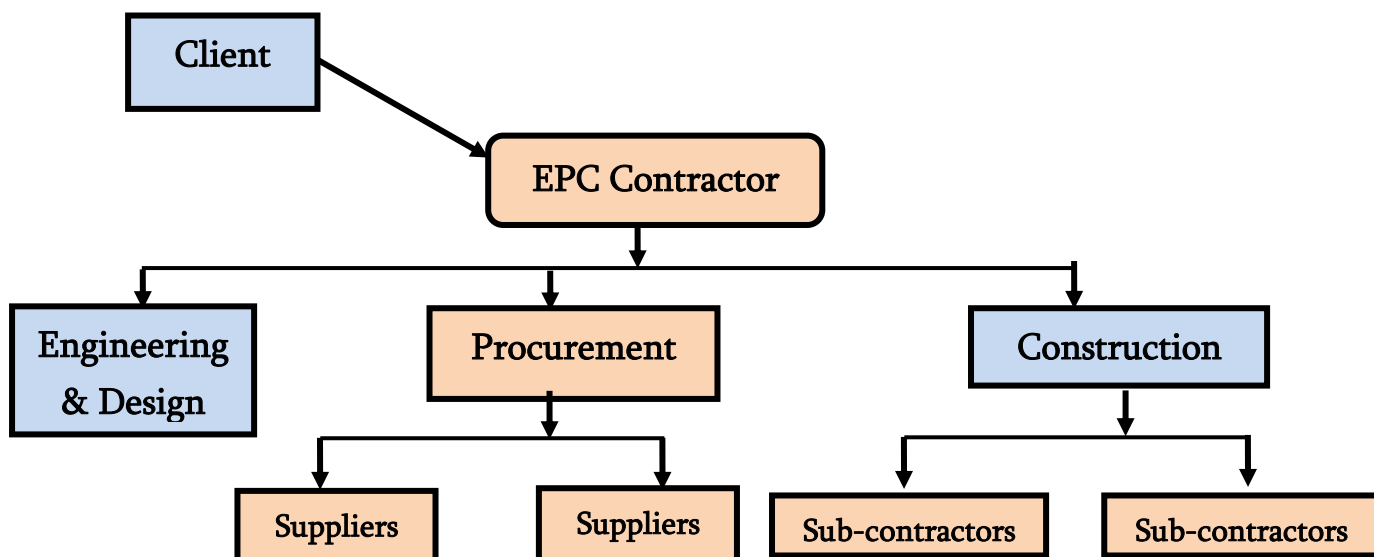 Client
EPC Contractor
Engineering
& Design
Procurement
Construction
Suppliers
Suppliers
Sub-contractors
Sub-contractors